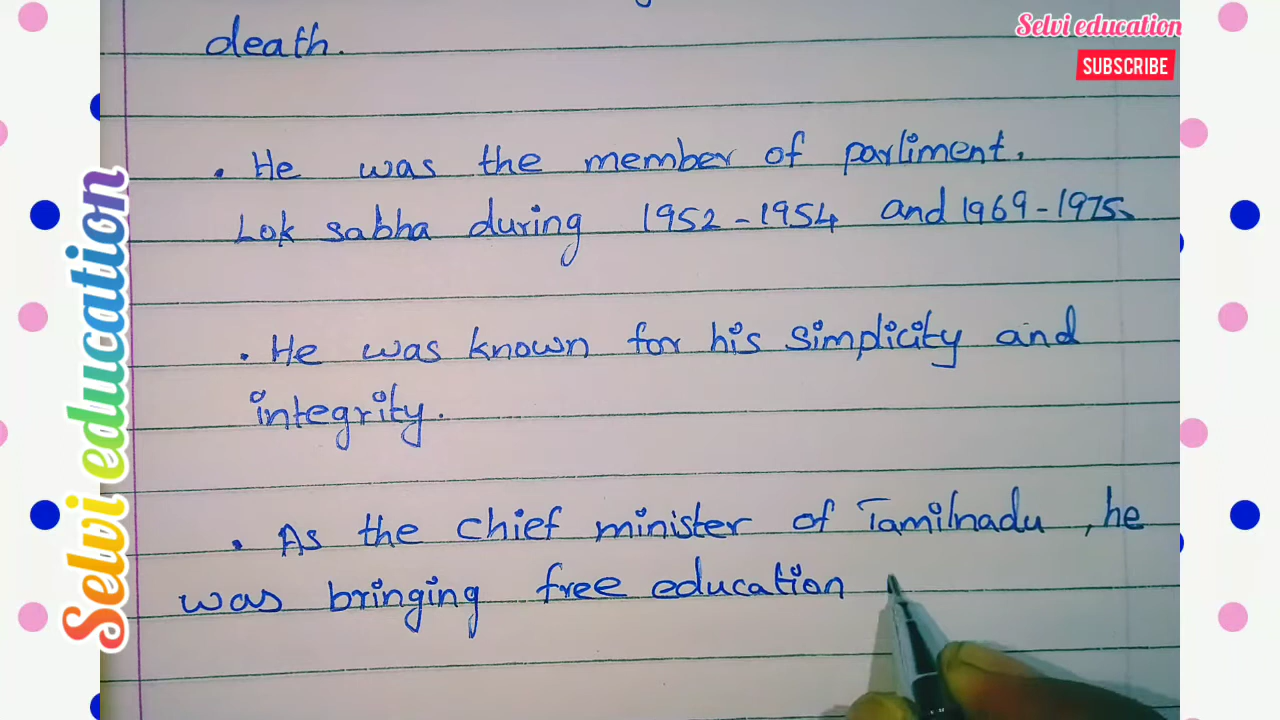 Selvi education
SUBSCRIBE
death.
. He was the member of parliment.
Lok sabha during 1952-1954 and 1969-1975
. He was known for his simplicity and
integrity.
. As the chief minister of Tamilnadu, he
was bringing free education
Selvi education